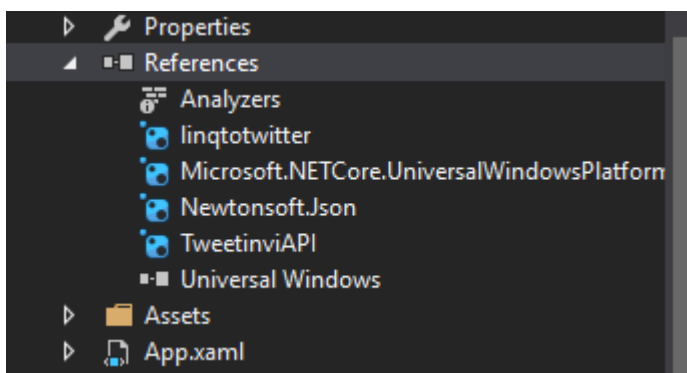 Properties
References
Analyzers
linqtotwitter
Microsoft.NETCore.UniversalWindowsPlatform
Newtonsoft.Json
TweetinviAPI
Universal Windows
Assets
App.xaml